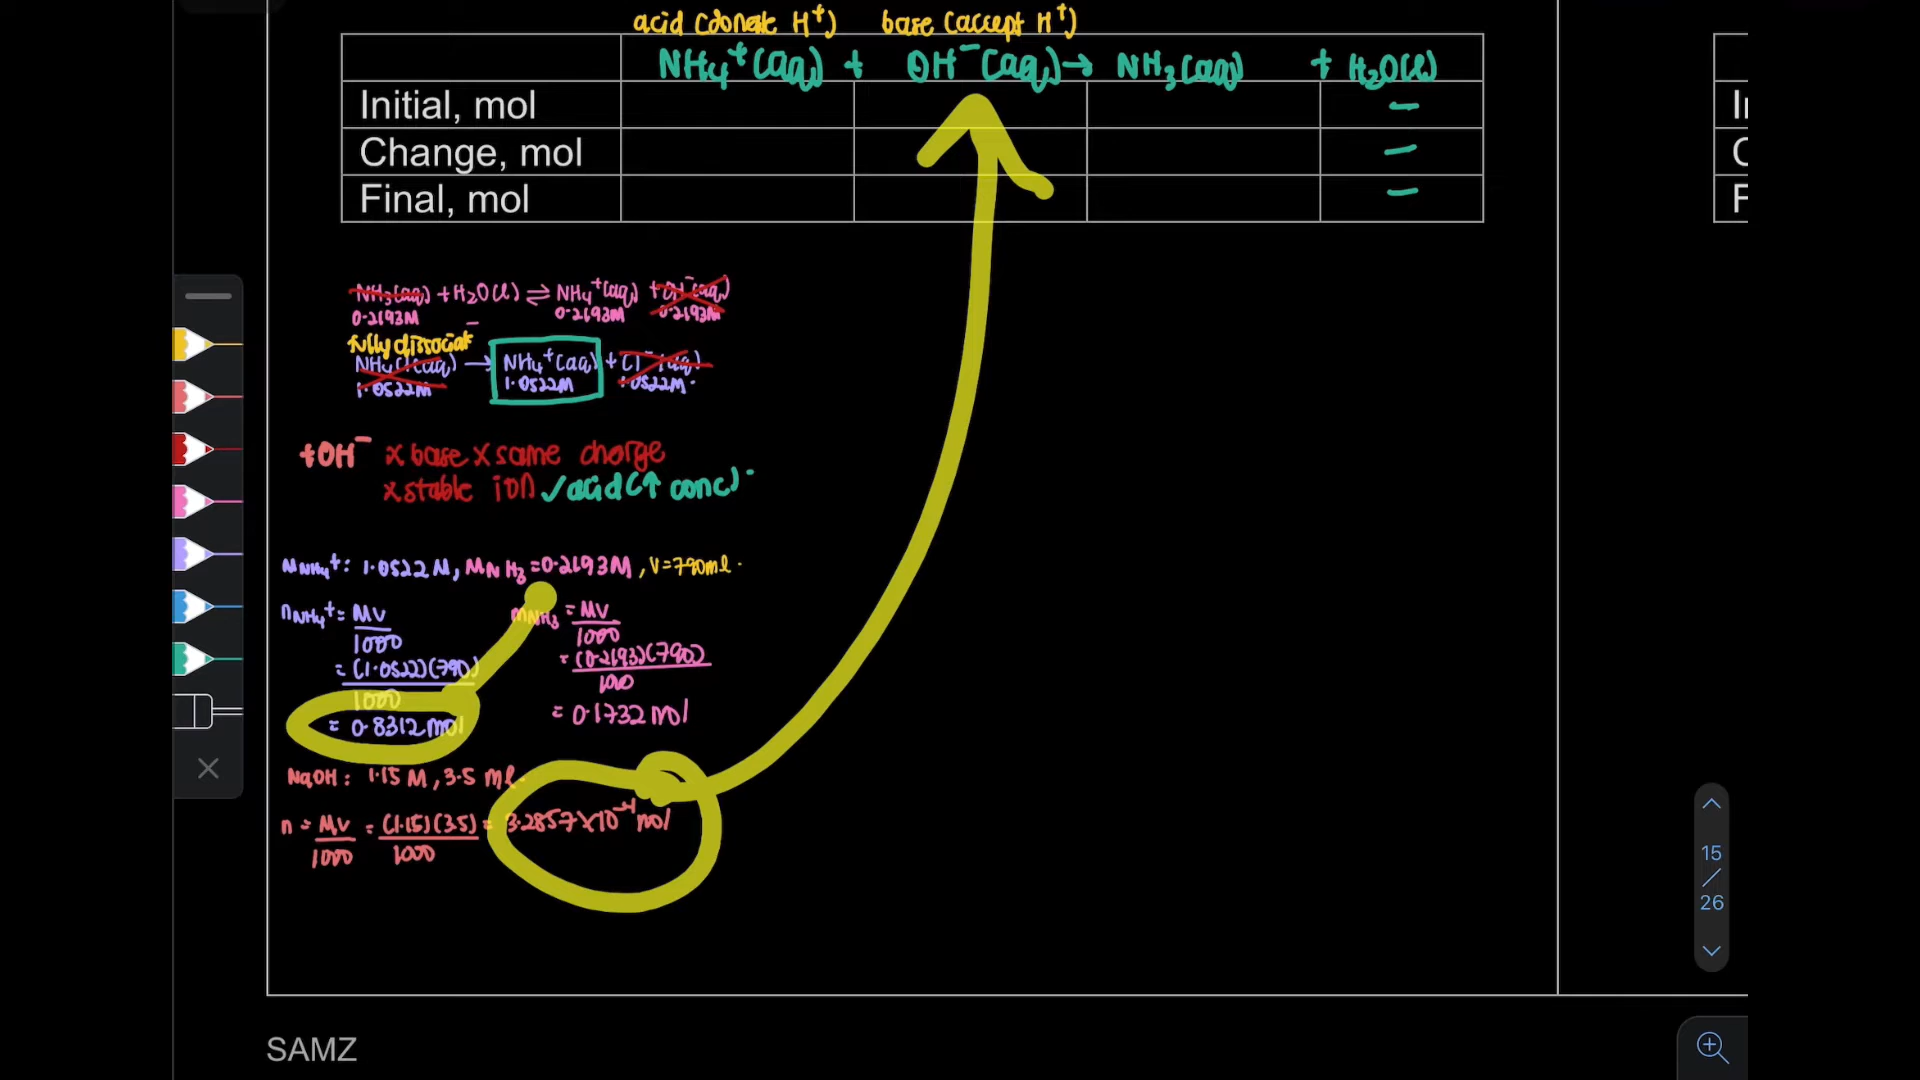 acid (donate H⁺) base (accept H⁺)
NH₄⁺(aq) + OH⁻(aq) → NH₃(aq) + H₂O(l)
Initial, mol –
Change, mol –
Final, mol –
NH₃(aq) + H₂O(l) ⇌ NH₄⁺(aq) + OH⁻(aq)
0.2193M 0.2193M 0.2193M
fully dissociate
NH₄Cl(aq) → NH₄⁺(aq) + Cl⁻(aq)
1.0522M 1.0522M 1.0522M.
+OH⁻ x base x same charge
x stable ion ✓acid (↑ conc).
M NH₄⁺: 1.0522 M, M NH₃ = 0.2193M, V=790ml.
n NH₄⁺ = MV/1000
= (1.0522)(790)/1000
= 0.8312 mol
NH₃ = MV/1000
= (0.2193)(790)/1000
= 0.1732 mol
NaOH: 1.15 M, 3.5 ml.
n = MV/1000 = (1.15)(3.5)/1000 = 3.2857×10⁻⁴ mol
15
/
26
SAMZ